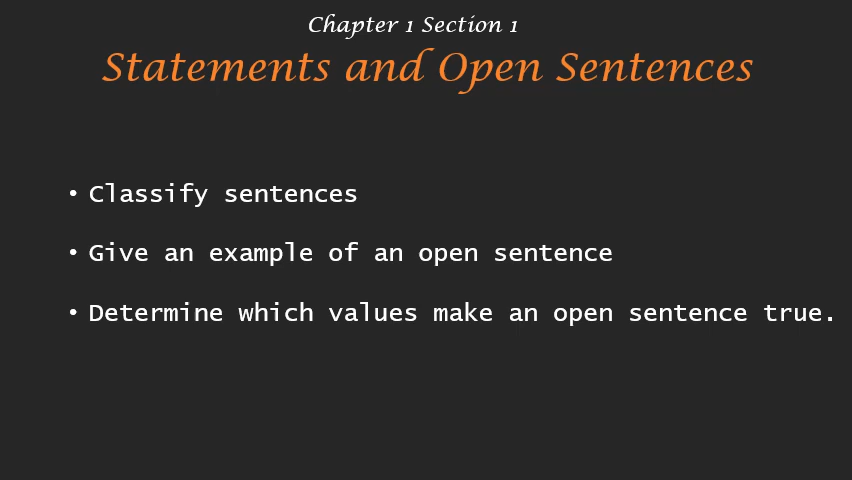 Chapter 1 Section 1
Statements and Open Sentences
• Classify sentences
• Give an example of an open sentence
• Determine which values make an open sentence true.